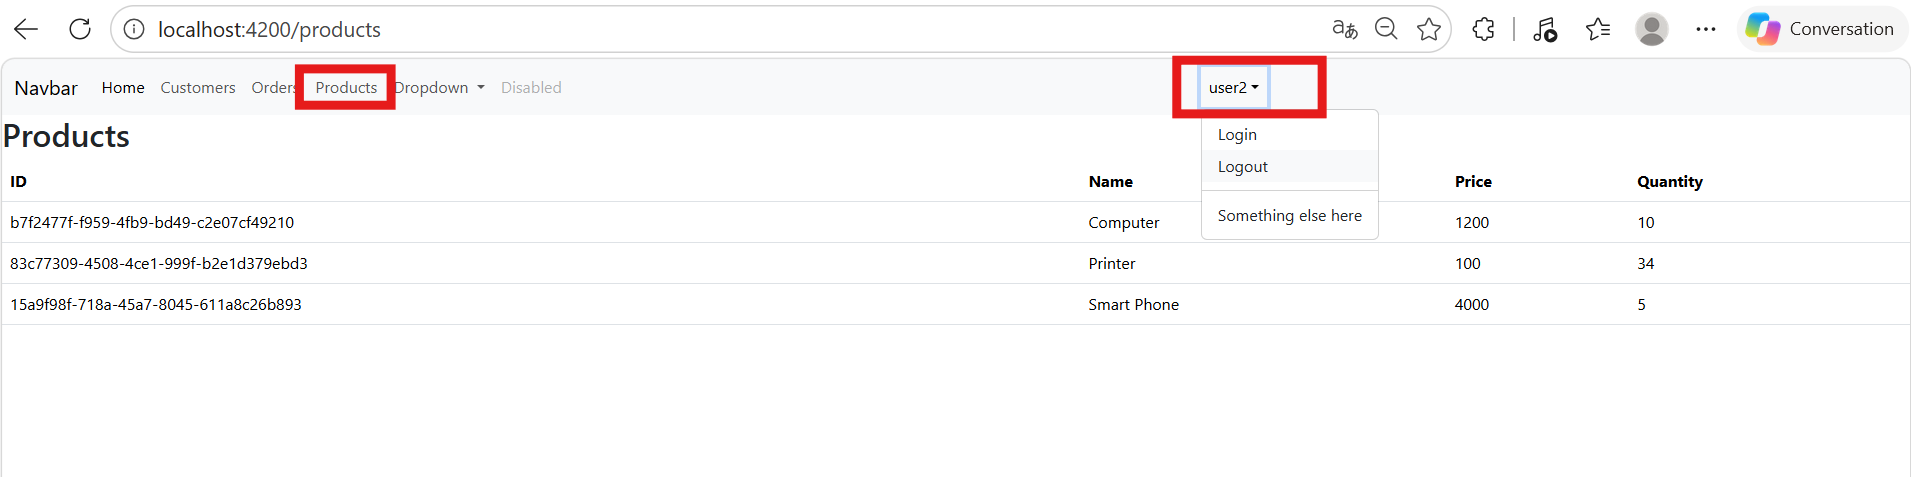 localhost:4200/products
Conversation
Navbar Home Customers Orders Products Dropdown Disabled user2
Login
Logout
Something else here
Products
ID Name Price Quantity
b7f2477f-f959-4fb9-bd49-c2e07cf49210 Computer 1200 10
83c77309-4508-4ce1-999f-b2e1d379ebd3 Printer 100 34
15a9f98f-718a-45a7-8045-611a8c26b893 Smart Phone 4000 5